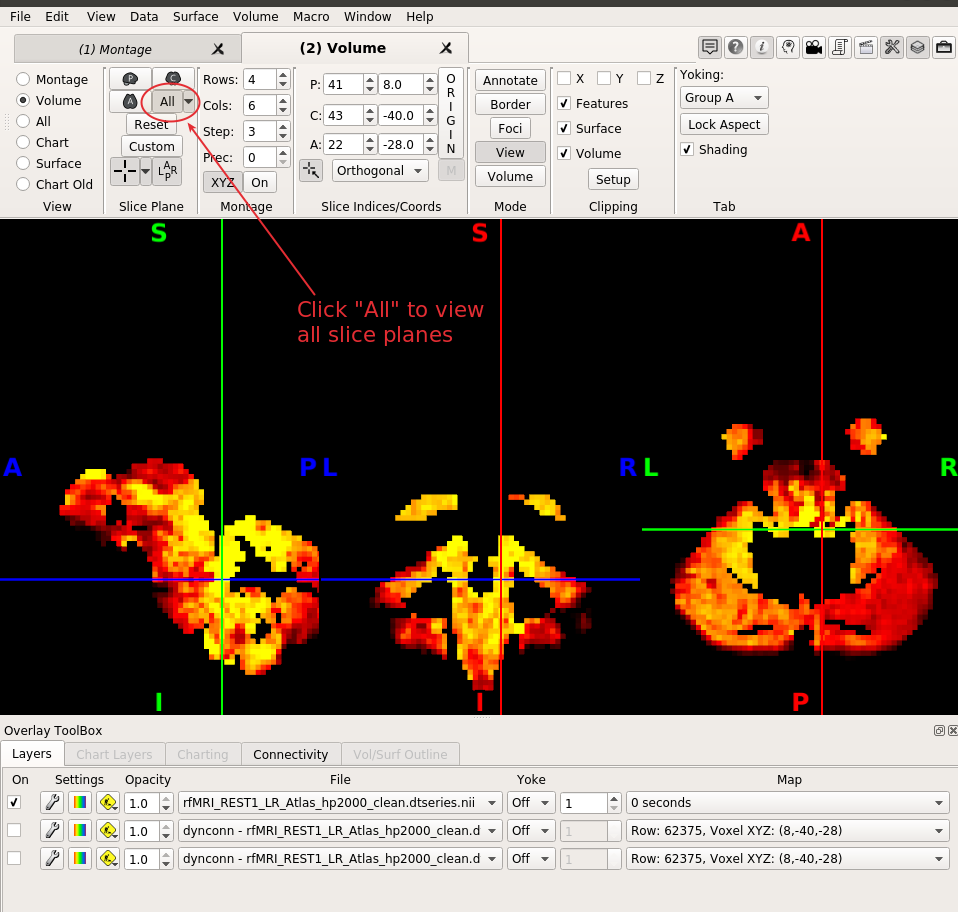 File Edit View Data Surface Volume Macro Window Help
(1) Montage (2) Volume
Montage
Volume
All
Chart
Surface
Chart Old
View
P C
A All
Reset
Custom
L A R P
Slice Plane
Rows: 4
Cols: 6
Step: 3
Prec: 0
XYZ On
Montage
P: 41 8.0
C: 43 -40.0
A: 22 -28.0
Orthogonal
O
R
I
G
I
N
M
Slice Indices/Coords
Annotate
Border
Foci
View
Volume
Mode
X Y Z
Features
Surface
Volume
Setup
Clipping
Yoking:
Group A
Lock Aspect
Shading
Tab
S S A
Click "All" to view
all slice planes
A P L R L R
I I P
Overlay ToolBox
Layers Chart Layers Charting Connectivity Vol/Surf Outline
On Settings Opacity File Yoke Map
1.0 rfMRI_REST1_LR_Atlas_hp2000_clean.dtseries.nii Off 1 0 seconds
1.0 dynconn - rfMRI_REST1_LR_Atlas_hp2000_clean.d Off 1 Row: 62375, Voxel XYZ: (8,-40,-28)
1.0 dynconn - rfMRI_REST1_LR_Atlas_hp2000_clean.d Off 1 Row: 62375, Voxel XYZ: (8,-40,-28)